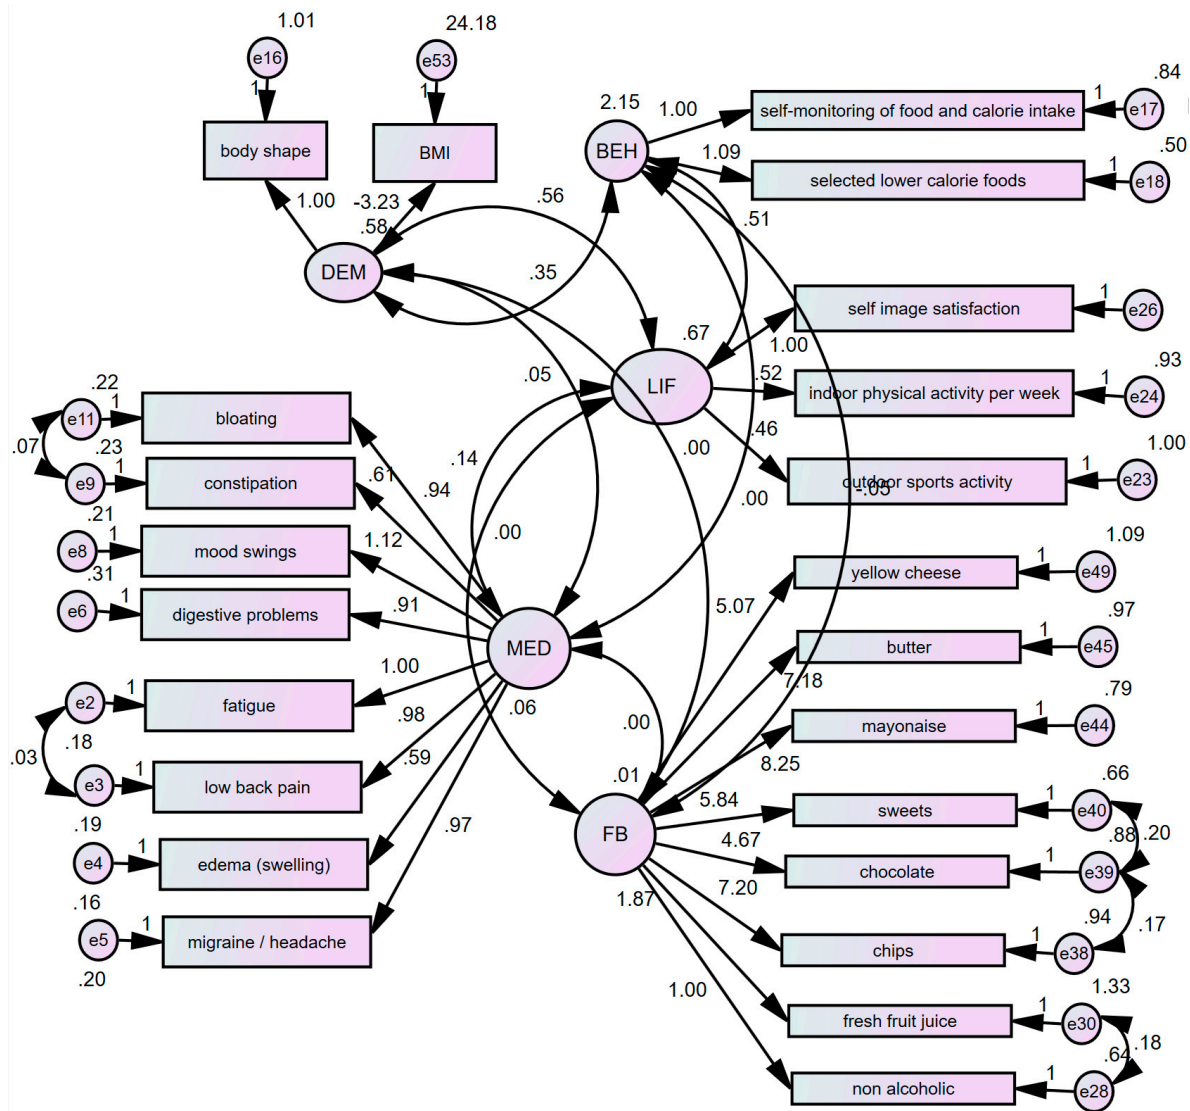 1.01
24.18
e16
e53
1
1
body shape
BMI
1.00
-3.23
.58
DEM
.56
.35
2.15
BEH
1.00
self-monitoring of food and calorie intake
1
.84
e17
1.09
selected lower calorie foods
1
.50
e18
.51
.67
LIF
1.00
self image satisfaction
1
e26
.52
indoor physical activity per week
1
.93
e24
.46
outdoor sports activity
1
1.00
e23
.05
.14
.00
.00
.00
-.05
.22
e11
1
bloating
.07
.23
e9
1
constipation
.61
.94
.21
e8
1
mood swings
1.12
.31
e6
1
digestive problems
.91
MED
.06
e2
1
fatigue
1.00
.03
.18
e3
1
low back pain
.98
.19
e4
1
edema (swelling)
.59
.16
e5
1
migraine / headache
.97
.20
.00
.01
FB
5.07
yellow cheese
1
1.09
e49
7.18
butter
1
.97
e45
8.25
mayonaise
1
.79
e44
5.84
sweets
1
.66
e40
4.67
chocolate
1
.88
e39
.20
7.20
chips
1
.94
e38
.17
1.87
fresh fruit juice
1
1.33
e30
1.00
non alcoholic
1
.64
e28
.18